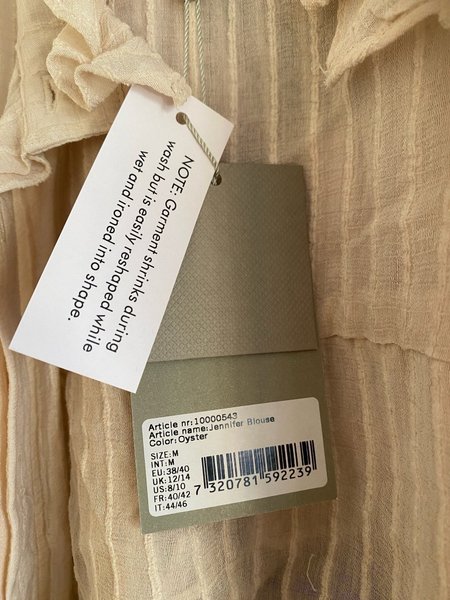 NOTE: Garment shrinks during
wash but is easily reshaped while
wet and ironed into shape.
Article nr:10000543
Article name:Jennifer Blouse
Color:Oyster
SIZE:M
INT:M
EU:38/40
UK:12/14
US:8/10
FR:40/42
IT:44/46
7 320781 592239